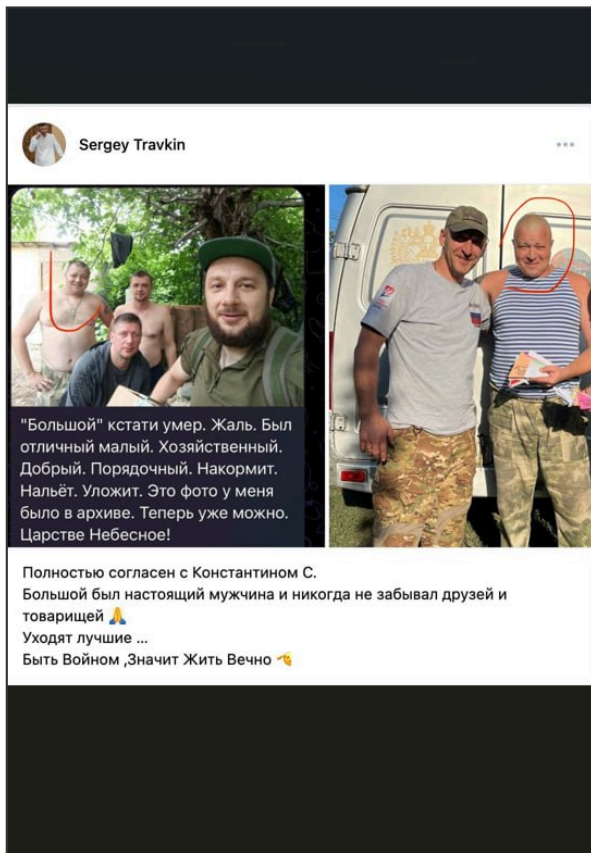 Sergey Travkin
"Большой" кстати умер. Жаль. Был
отличный малый. Хозяйственный.
Добрый. Порядочный. Накормит.
Нальёт. Уложит. Это фото у меня
было в архиве. Теперь уже можно.
Царстве Небесное!
Полностью согласен с Константином С.
Большой был настоящий мужчина и никогда не забывал друзей и
товарищей 🙏
Уходят лучшие ...
Быть Войном ,Значит Жить Вечно 🫡